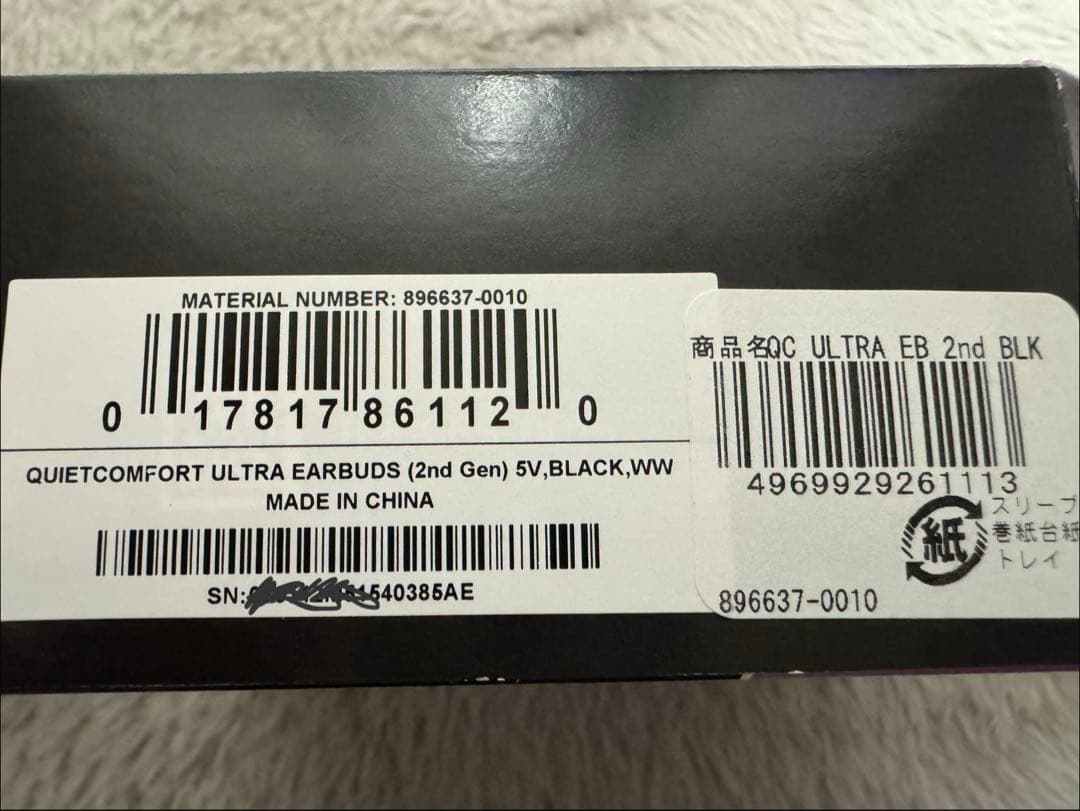 MATERIAL NUMBER: 896637-0010
0 17817 86112 0
QUIETCOMFORT ULTRA EARBUDS (2nd Gen) 5V,BLACK,WW
MADE IN CHINA
SN: 1540385AE
商品名QC ULTRA EB 2nd BLK
4969929261113
紙
スリーブ
巻紙台紙
トレイ
896637-0010